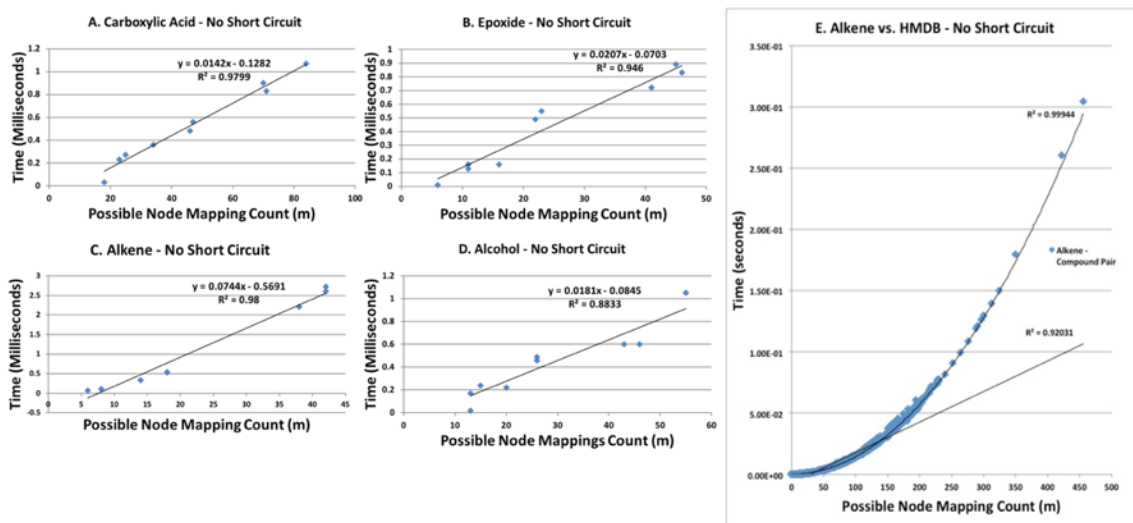 A. Carboxylic Acid - No Short Circuit
Time (Milliseconds)
1.2
1
0.8
0.6
0.4
0.2
0
y = 0.0142x - 0.1282
R² = 0.9799
0 20 40 60 80 100
Possible Node Mapping Count (m)
B. Epoxide - No Short Circuit
Time (Milliseconds)
1
0.9
0.8
0.7
0.6
0.5
0.4
0.3
0.2
0.1
0
y = 0.0207x - 0.0703
R² = 0.946
0 10 20 30 40 50
Possible Node Mapping Count (m)
C. Alkene - No Short Circuit
Time (Milliseconds)
3
2.5
2
1.5
1
0.5
0
-0.5
y = 0.0744x - 0.5691
R² = 0.98
0 5 10 15 20 25 30 35 40 45
Possible Node Mapping Count (m)
D. Alcohol - No Short Circuit
Time (Milliseconds)
1.2
1
0.8
0.6
0.4
0.2
0
y = 0.0181x - 0.0845
R² = 0.8833
0 10 20 30 40 50 60
Possible Node Mappings Count (m)
E. Alkene vs. HMDB - No Short Circuit
Time (seconds)
3.50E-01
3.00E-01
2.50E-01
2.00E-01
1.50E-01
1.00E-01
5.00E-02
0.00E+00
R² = 0.99944
Alkene -
Compound Pair
R² = 0.92031
0 50 100 150 200 250 300 350 400 450 500
Possible Node Mapping Count (m)